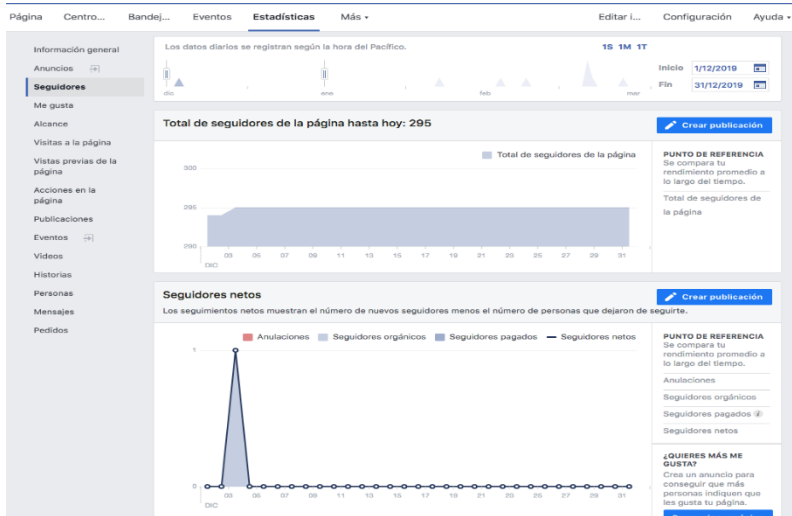 Página Centro... Bandej... Eventos Estadísticas Más Editar i... Configuración Ayuda
Información general
Anuncios
Seguidores
Me gusta
Alcance
Visitas a la página
Vistas previas de la
página
Acciones en la
página
Publicaciones
Eventos
Videos
Historias
Personas
Mensajes
Pedidos
Los datos diarios se registran según la hora del Pacífico.
1S 1M 1T
Inicio 1/12/2019
Fin 31/12/2019
dic ene feb mar
Total de seguidores de la página hasta hoy: 295
Crear publicación
Total de seguidores de la página
300
295
290
03 05 07 09 11 13 15 17 19 21 23 25 27 29 31
DIC
PUNTO DE REFERENCIA
Se compara tu
rendimiento promedio a
lo largo del tiempo.
Total de seguidores de
la página
Seguidores netos
Los seguimientos netos muestran el número de nuevos seguidores menos el número de personas que dejaron de seguirte.
Crear publicación
Anulaciones Seguidores orgánicos Seguidores pagados Seguidores netos
1
0
03 05 07 09 11 13 15 17 19 21 23 25 27 29 31
DIC
PUNTO DE REFERENCIA
Se compara tu
rendimiento promedio a
lo largo del tiempo.
Anulaciones
Seguidores orgánicos
Seguidores pagados
Seguidores netos
¿QUIERES MÁS ME
GUSTA?
Crea un anuncio para
conseguir que más
personas indiquen que
les gusta tu página.